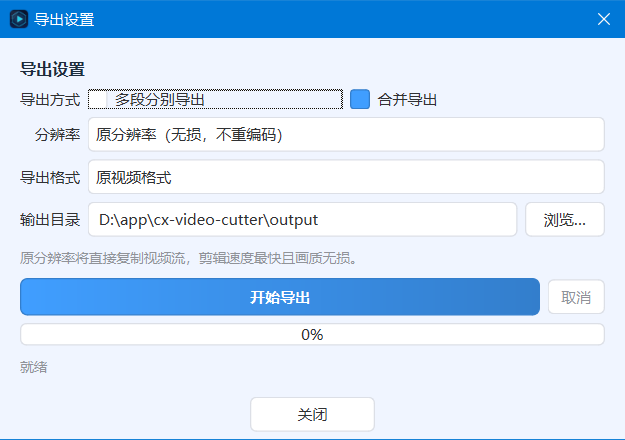 导出设置
导出设置
导出方式 多段分别导出 合并导出
分辨率 原分辨率（无损，不重编码）
导出格式 原视频格式
输出目录 D:\app\cx-video-cutter\output 浏览...
原分辨率将直接复制视频流，剪辑速度最快且画质无损。
开始导出 取消
0%
就绪
关闭